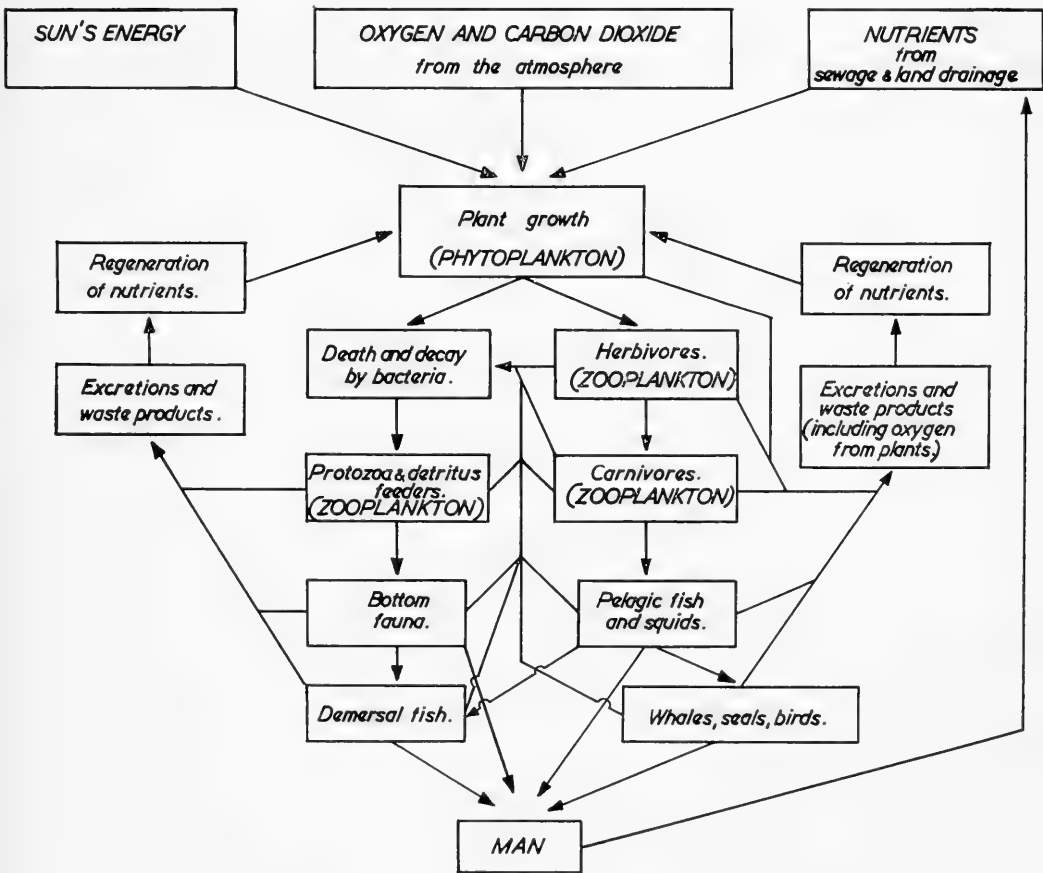 SUN'S ENERGY
OXYGEN AND CARBON DIOXIDE
from the atmosphere
NUTRIENTS
from
sewage & land drainage
Plant growth
(PHYTOPLANKTON)
Regeneration
of nutrients.
Regeneration
of nutrients.
Death and decay
by bacteria.
Herbivores.
(ZOOPLANKTON)
Excretions and
waste products.
Excretions and
waste products
(including oxygen
from plants.)
Protozoa & detritus
feeders.
(ZOOPLANKTON)
Carnivores.
(ZOOPLANKTON)
Bottom
fauna.
Pelagic fish
and squids.
Demersal fish.
Whales, seals, birds.
MAN